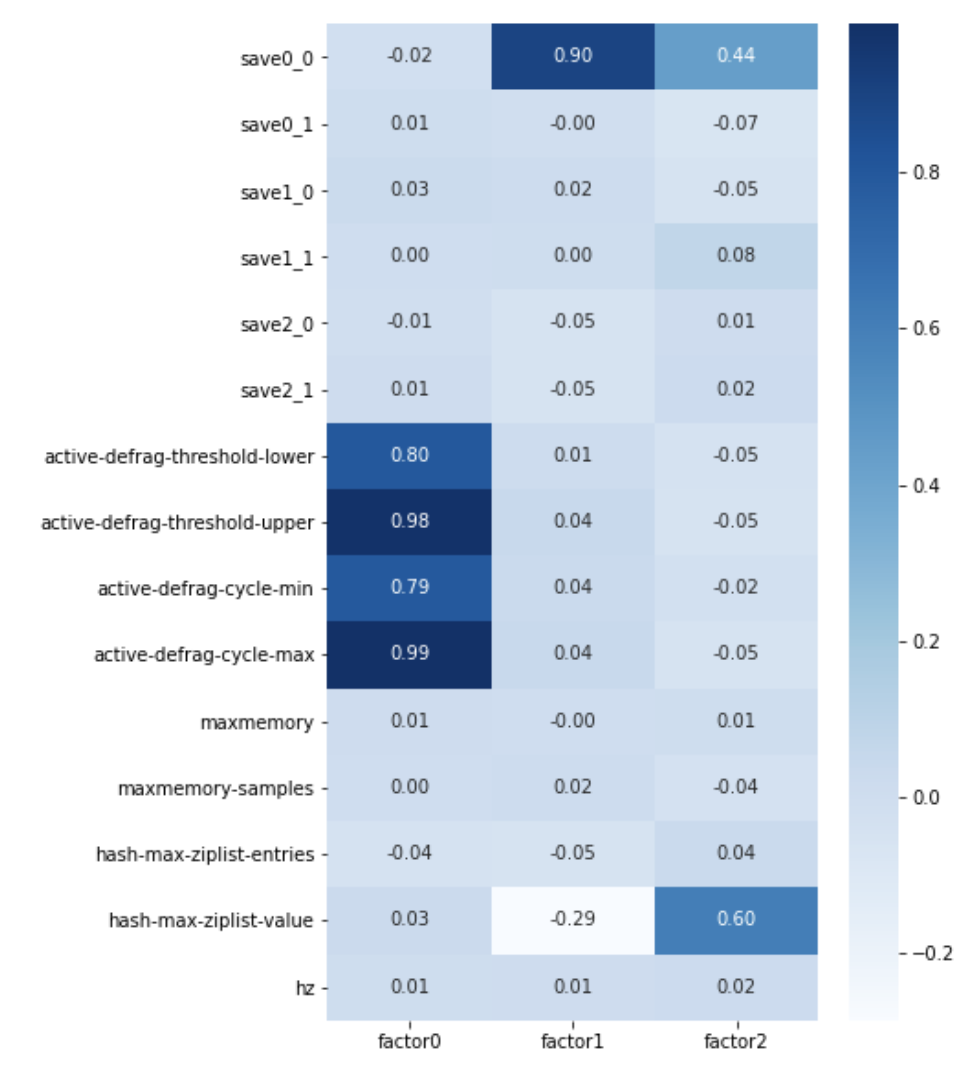 save0_0 -0.02 0.90 0.44
save0_1 0.01 -0.00 -0.07
save1_0 0.03 0.02 -0.05
save1_1 0.00 0.00 0.08
save2_0 -0.01 -0.05 0.01
save2_1 0.01 -0.05 0.02
active-defrag-threshold-lower 0.80 0.01 -0.05
active-defrag-threshold-upper 0.98 0.04 -0.05
active-defrag-cycle-min 0.79 0.04 -0.02
active-defrag-cycle-max 0.99 0.04 -0.05
maxmemory 0.01 -0.00 0.01
maxmemory-samples 0.00 0.02 -0.04
hash-max-ziplist-entries -0.04 -0.05 0.04
hash-max-ziplist-value 0.03 -0.29 0.60
hz 0.01 0.01 0.02
factor0 factor1 factor2
0.8
0.6
0.4
0.2
0.0
−0.2